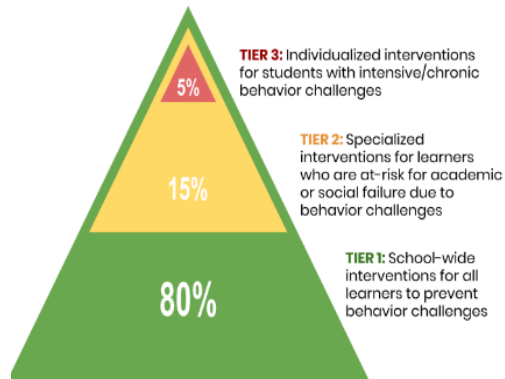 TIER 3: Individualized interventions
for students with intensive/chronic
behavior challenges
5%
TIER 2: Specialized
interventions for learners
who are at-risk for academic
or social failure due to
behavior challenges
15%
TIER 1: School-wide
interventions for all
learners to prevent
behavior challenges
80%